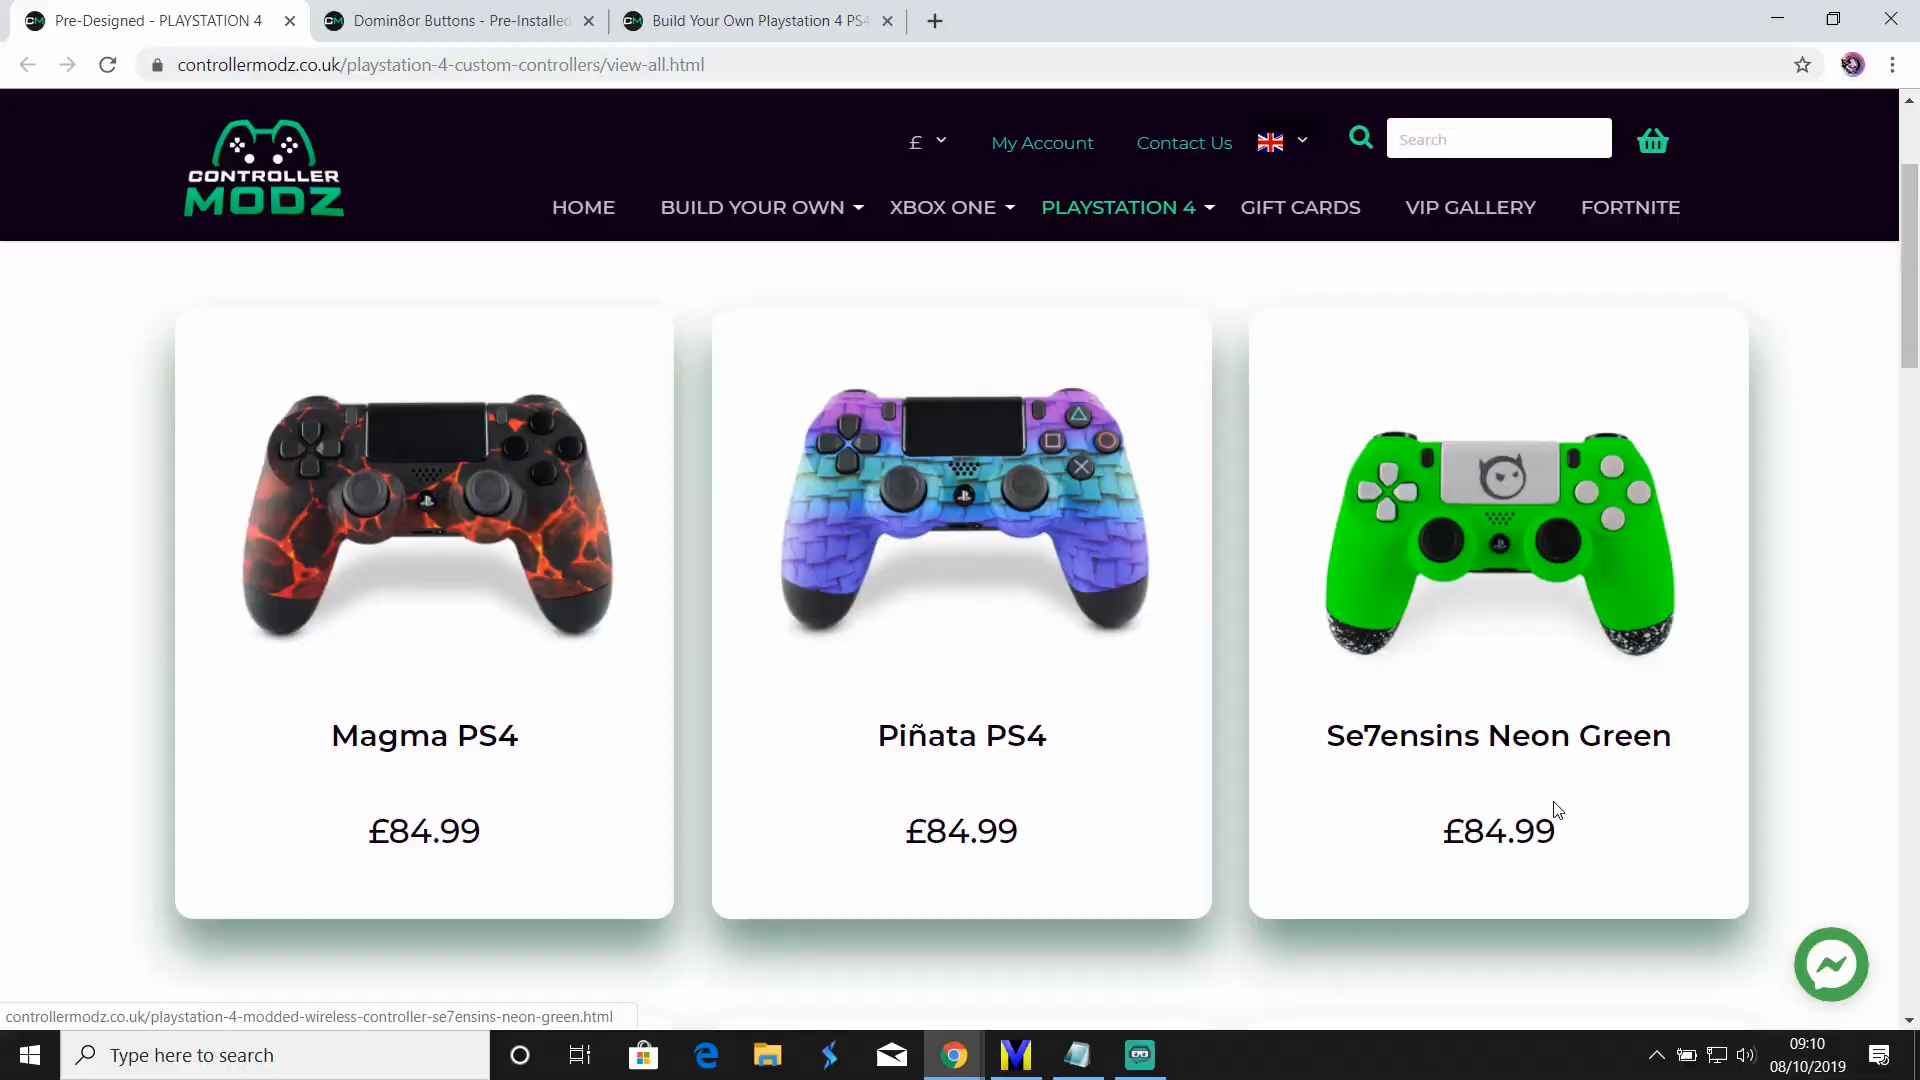 Pre-Designed - PLAYSTATION 4
Domin8or Buttons - Pre-Installed
Build Your Own Playstation 4 PS4
controllermodz.co.uk/playstation-4-custom-controllers/view-all.html
CONTROLLER
MODZ
£
My Account
Contact Us
Search
HOME
BUILD YOUR OWN
XBOX ONE
PLAYSTATION 4
GIFT CARDS
VIP GALLERY
FORTNITE
Magma PS4
£84.99
Piñata PS4
£84.99
Se7ensins Neon Green
£84.99
controllermodz.co.uk/playstation-4-modded-wireless-controller-se7ensins-neon-green.html
Type here to search
09:10
08/10/2019